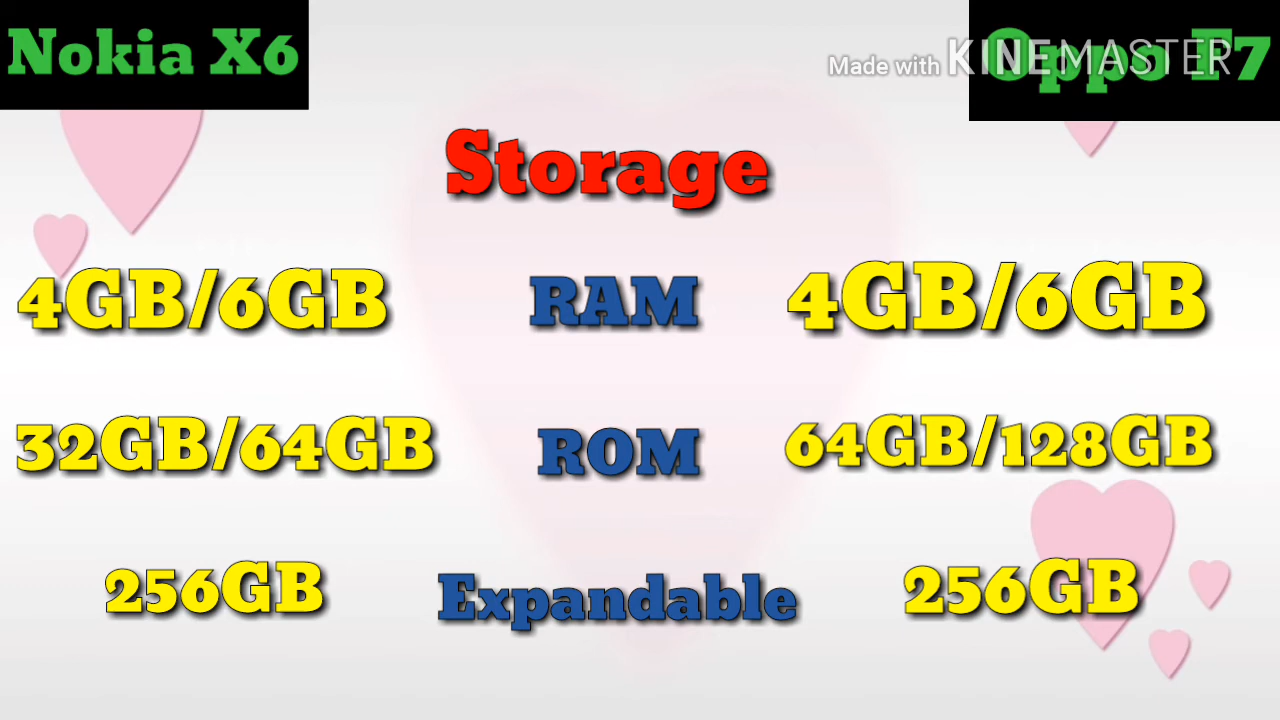 Nokia X6
Made with KINEMASTER
Oppo F7
Storage
4GB/6GB RAM 4GB/6GB
32GB/64GB ROM 64GB/128GB
256GB Expandable 256GB